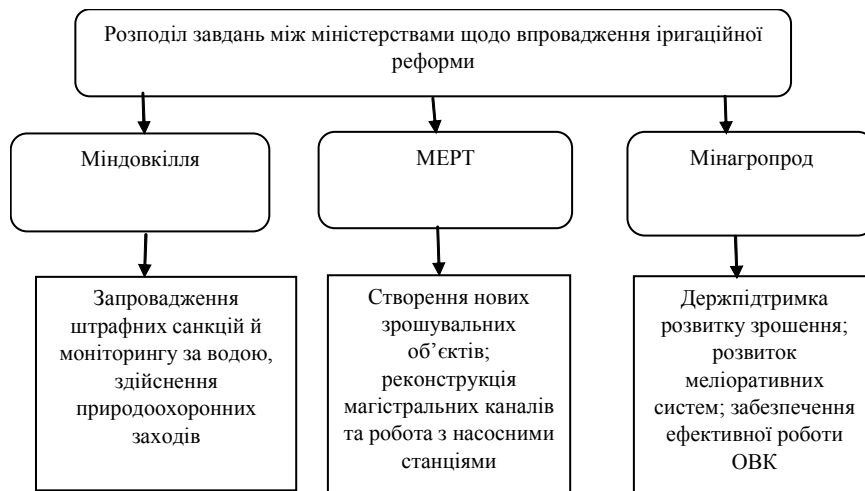 Розподіл завдань між міністерствами щодо впровадження іригаційної
реформи
Міндовкілля
МЕРТ
Мінагропрод
Запровадження
штрафних санкцій й
моніторингу за водою,
здійснення
природоохоронних
заходів
Створення нових
зрошувальних
об’єктів;
реконструкція
магістральних каналів
та робота з насосними
станціями
Держпідтримка
розвитку зрошення;
розвиток
меліоративних
систем; забезпечення
ефективної роботи
ОВК